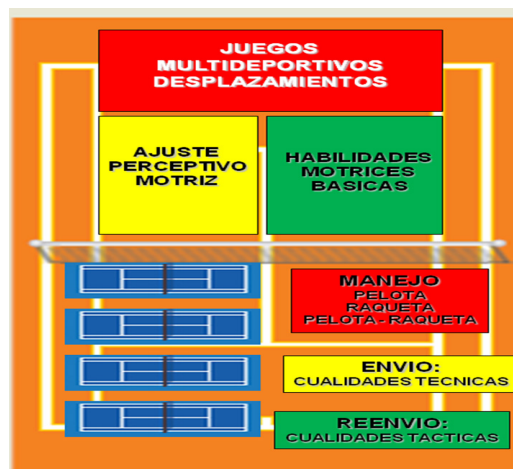 JUEGOS
MULTIDEPORTIVOS
DESPLAZAMIENTOS
AJUSTE
PERCEPTIVO
MOTRIZ
HABILIDADES
MOTRICES
BASICAS
MANEJO
PELOTA
RAQUETA
PELOTA - RAQUETA
ENVIO:
CUALIDADES TECNICAS
REENVIO:
CUALIDADES TACTICAS